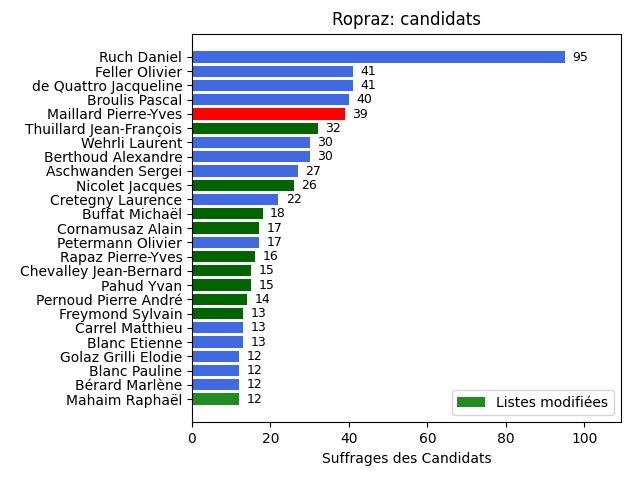 Ropraz: candidats
Ruch Daniel 95
Feller Olivier 41
de Quattro Jacqueline 41
Broulis Pascal 40
Maillard Pierre-Yves 39
Thuillard Jean-François 32
Wehrli Laurent 30
Berthoud Alexandre 30
Aschwanden Sergei 27
Nicolet Jacques 26
Cretegny Laurence 22
Buffat Michaël 18
Cornamusaz Alain 17
Petermann Olivier 17
Rapaz Pierre-Yves 16
Chevalley Jean-Bernard 15
Pahud Yvan 15
Pernoud Pierre André 14
Freymond Sylvain 13
Carrel Matthieu 13
Blanc Etienne 13
Golaz Grilli Elodie 12
Blanc Pauline 12
Bérard Marlène 12
Mahaim Raphaël 12
Listes modifiées
0 20 40 60 80 100
Suffrages des Candidats